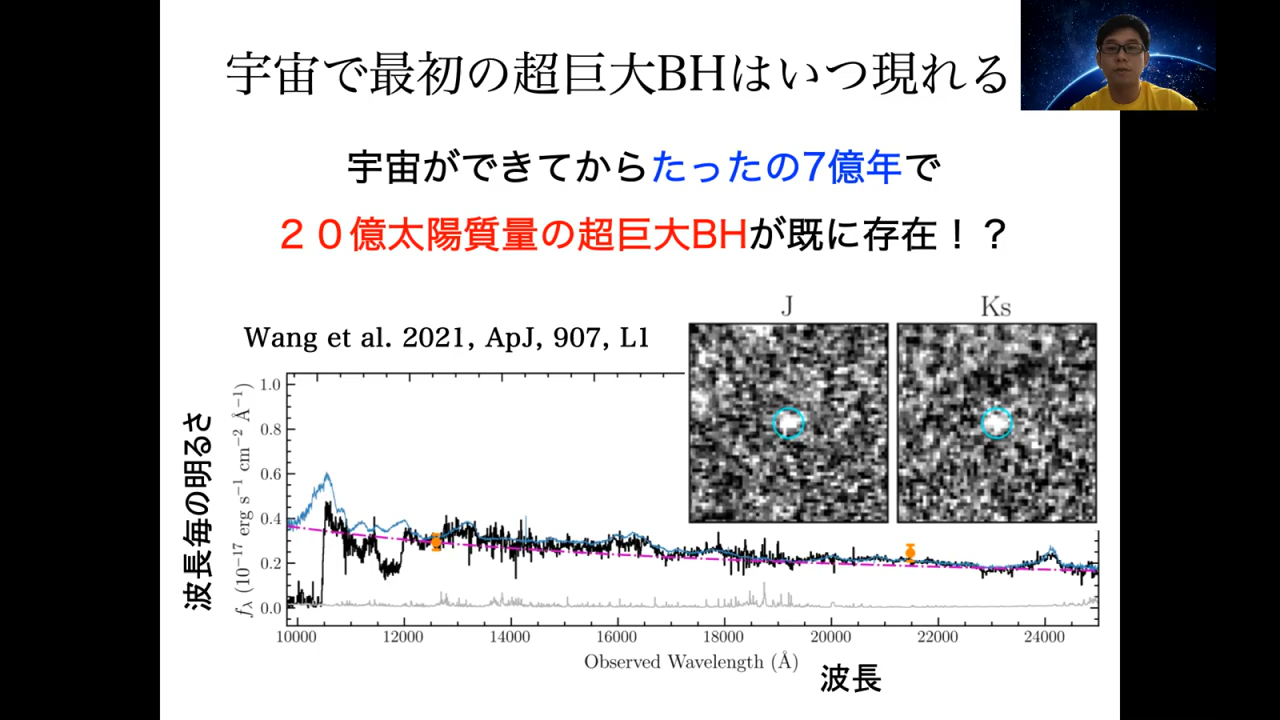 宇宙で最初の超巨大BHはいつ現れる
宇宙ができてからたったの7億年で
２０億太陽質量の超巨大BHが既に存在！？
J
Ks
Wang et al. 2021, ApJ, 907, L1
波長毎の明るさ
fλ (10−17 erg s−1 cm−2 Å−1)
1.0
0.8
0.6
0.4
0.2
0.0
10000 12000 14000 16000 18000 20000 22000 24000
Observed Wavelength (Å)
波長